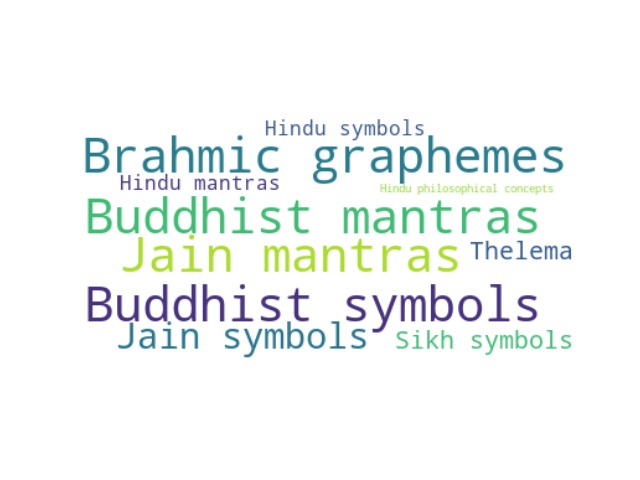 Hindu symbols
Brahmic graphemes
Hindu mantras
Hindu philosophical concepts
Buddhist mantras
Jain mantras
Thelema
Buddhist symbols
Jain symbols
Sikh symbols